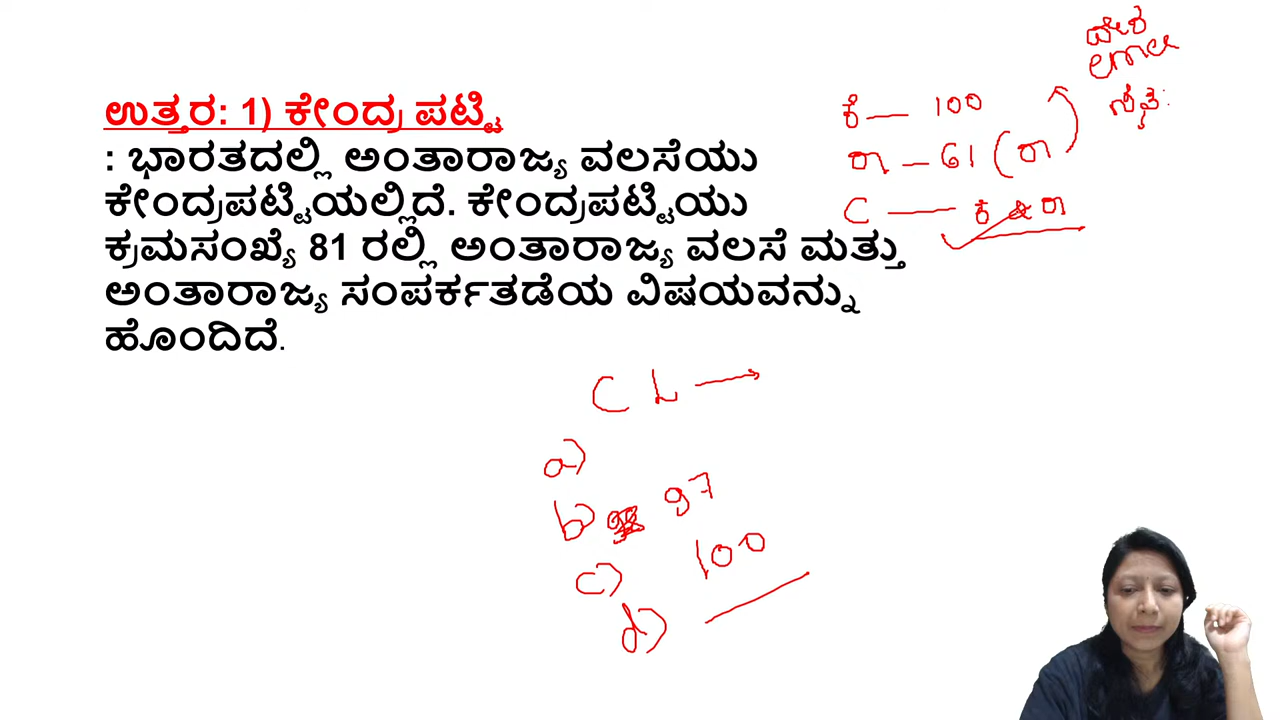 ಉತ್ತರ: 1) ಕೇಂದ್ರ ಪಟ್ಟಿ
: ಭಾರತದಲ್ಲಿ ಅಂತಾರಾಜ್ಯ ವಲಸೆಯು
ಕೇಂದ್ರಪಟ್ಟಿಯಲ್ಲಿದೆ. ಕೇಂದ್ರಪಟ್ಟಿಯು
ಕ್ರಮಸಂಖ್ಯೆ 81 ರಲ್ಲಿ ಅಂತಾರಾಜ್ಯ ವಲಸೆ ಮತ್ತು
ಅಂತಾರಾಜ್ಯ ಸಂಪರ್ಕತಡೆಯ ವಿಷಯವನ್ನು
ಹೊಂದಿದೆ.
ಕೆ — 100
ರಾ — 61 (ರಾ
C — ಕೆ ರಾ
C L →
a)
b) 97
c) 100
d)